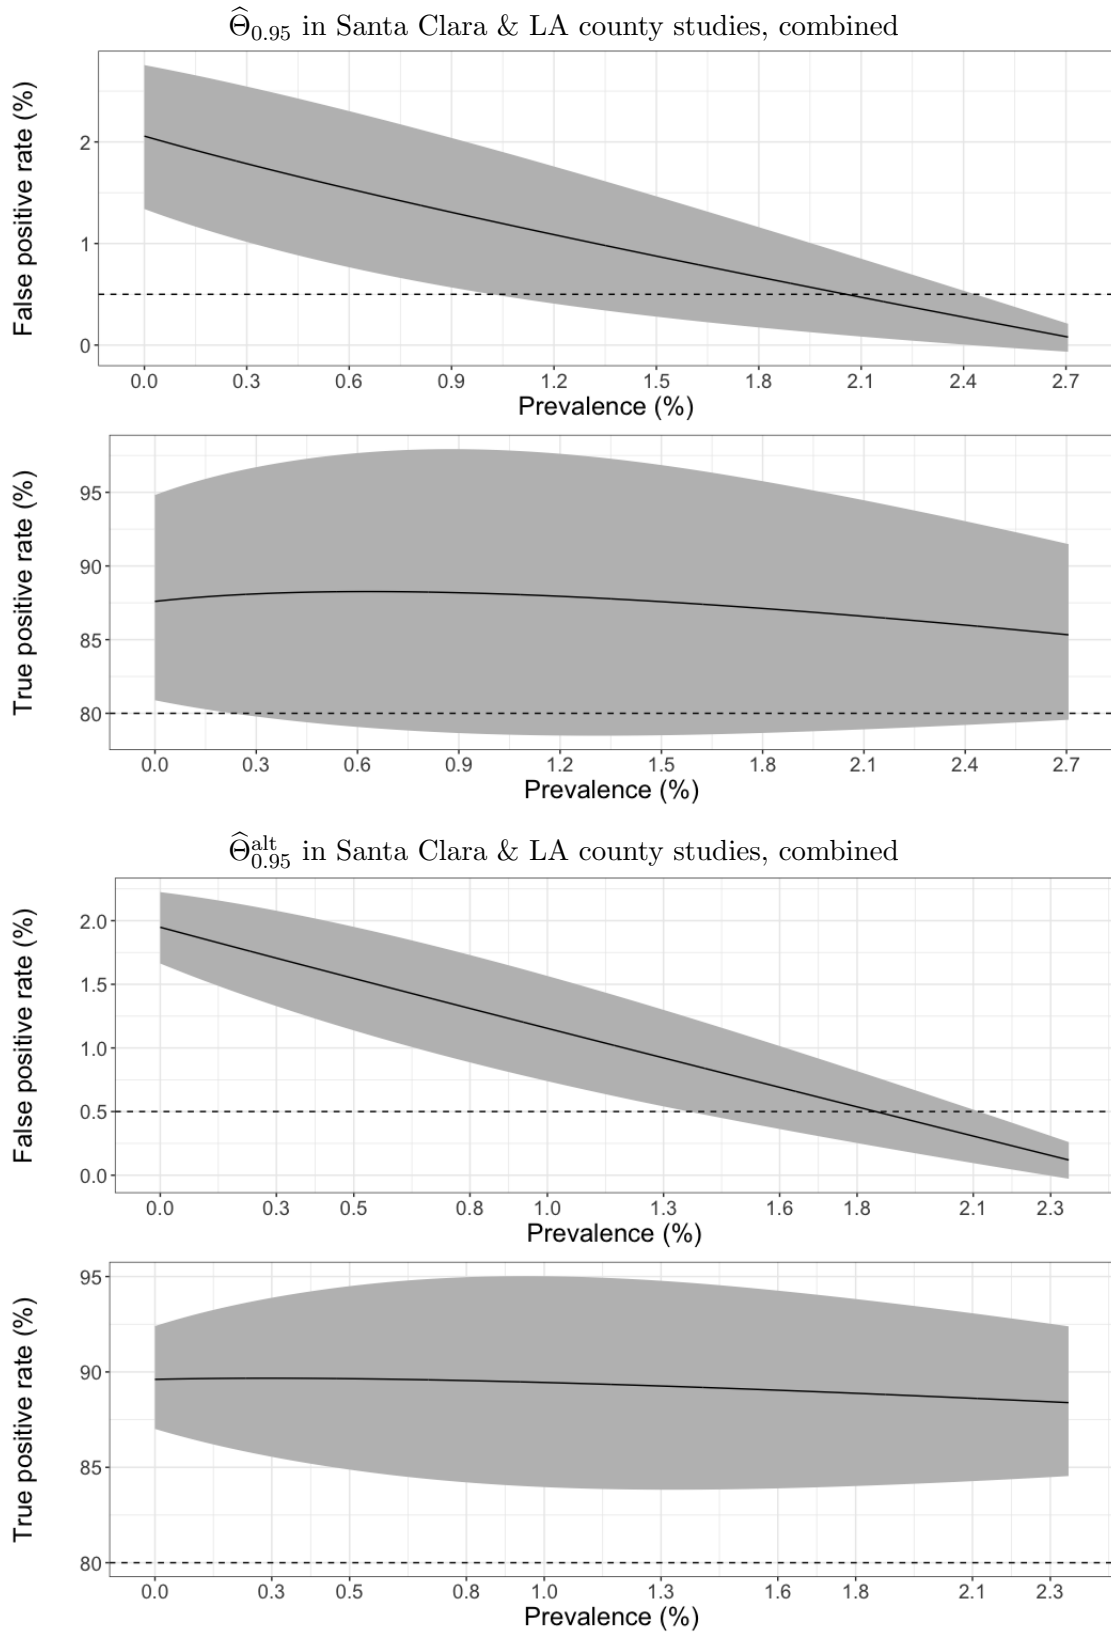 Θ̂0.95 in Santa Clara & LA county studies, combined
False positive rate (%)
2
1
0
0.0 0.3 0.6 0.9 1.2 1.5 1.8 2.1 2.4 2.7
Prevalence (%)
True positive rate (%)
95
90
85
80
0.0 0.3 0.6 0.9 1.2 1.5 1.8 2.1 2.4 2.7
Prevalence (%)
Θ̂alt0.95 in Santa Clara & LA county studies, combined
False positive rate (%)
2.0
1.5
1.0
0.5
0.0
0.0 0.3 0.5 0.8 1.0 1.3 1.6 1.8 2.1 2.3
Prevalence (%)
True positive rate (%)
95
90
85
80
0.0 0.3 0.5 0.8 1.0 1.3 1.6 1.8 2.1 2.3
Prevalence (%)